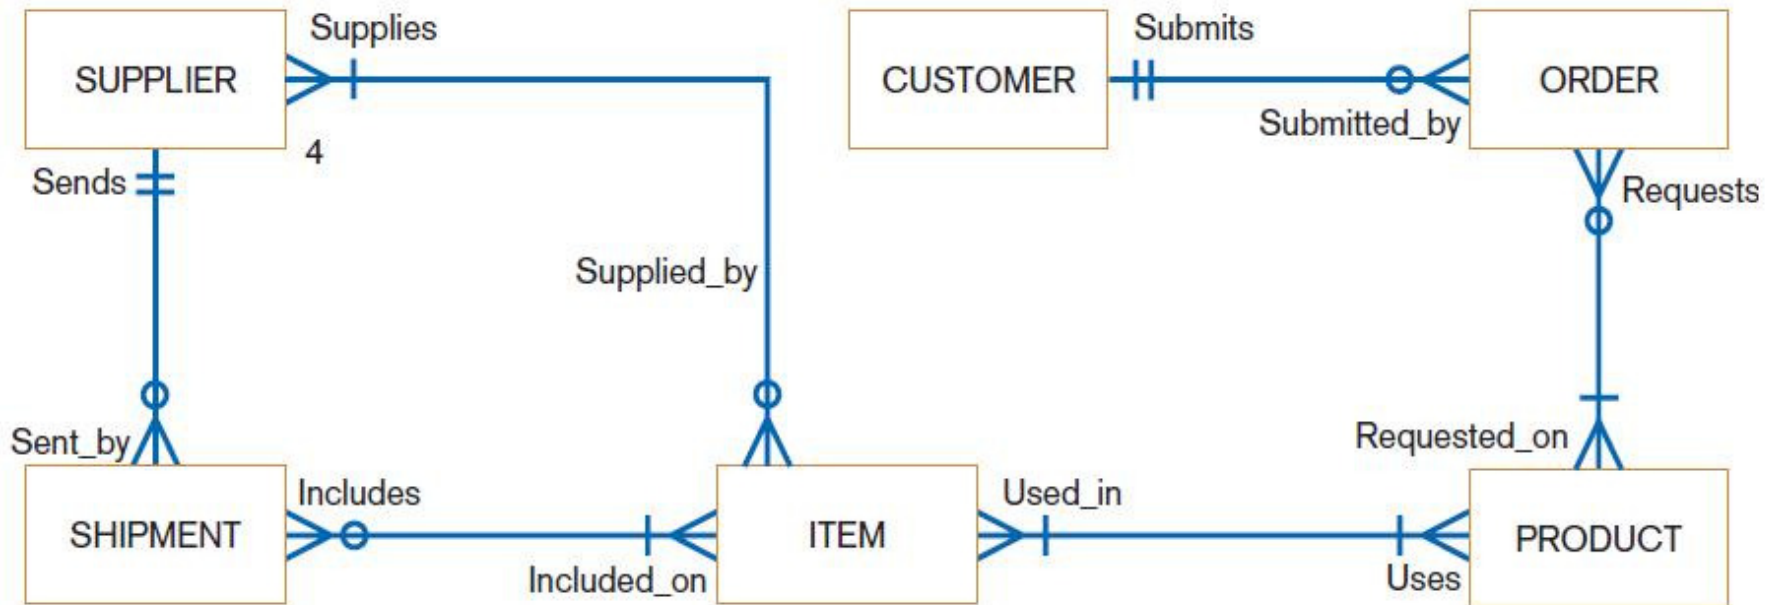 Supplies
Submits
SUPPLIER
CUSTOMER
ORDER
Submitted_by
4
Sends
Requests
Supplied_by
Sent_by
Requested_on
Includes
Used_in
SHIPMENT
ITEM
PRODUCT
Included_on
Uses